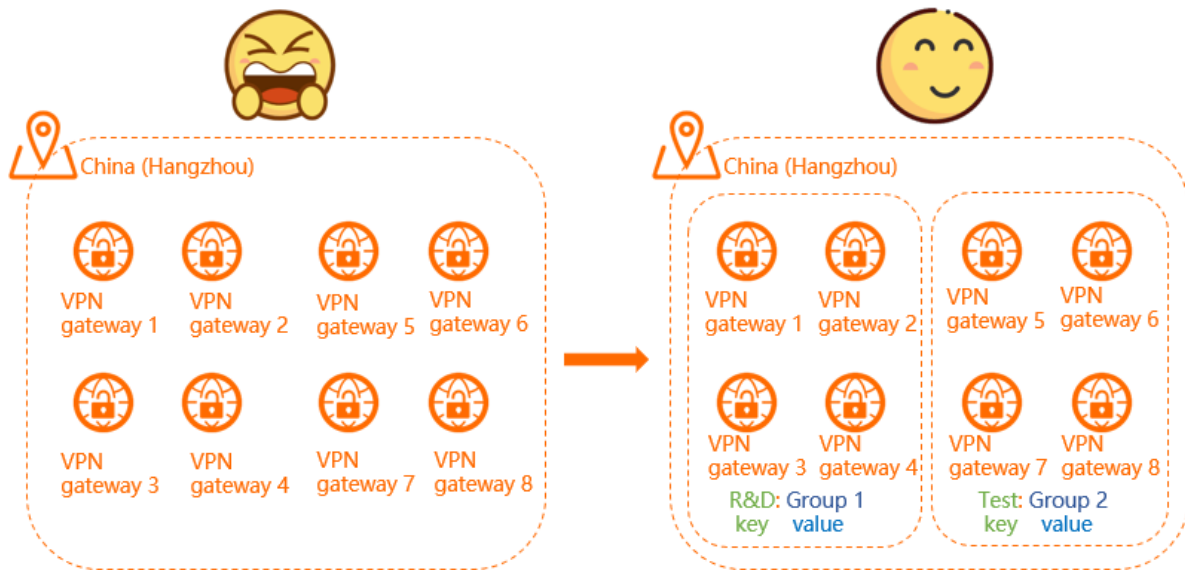 China (Hangzhou)
VPN
gateway 1
VPN
gateway 2
VPN
gateway 5
VPN
gateway 6
VPN
gateway 3
VPN
gateway 4
VPN
gateway 7
VPN
gateway 8
China (Hangzhou)
VPN
gateway 1
VPN
gateway 2
VPN
gateway 3
VPN
gateway 4
R&D: Group 1
key value
VPN
gateway 5
VPN
gateway 6
VPN
gateway 7
VPN
gateway 8
Test: Group 2
key value